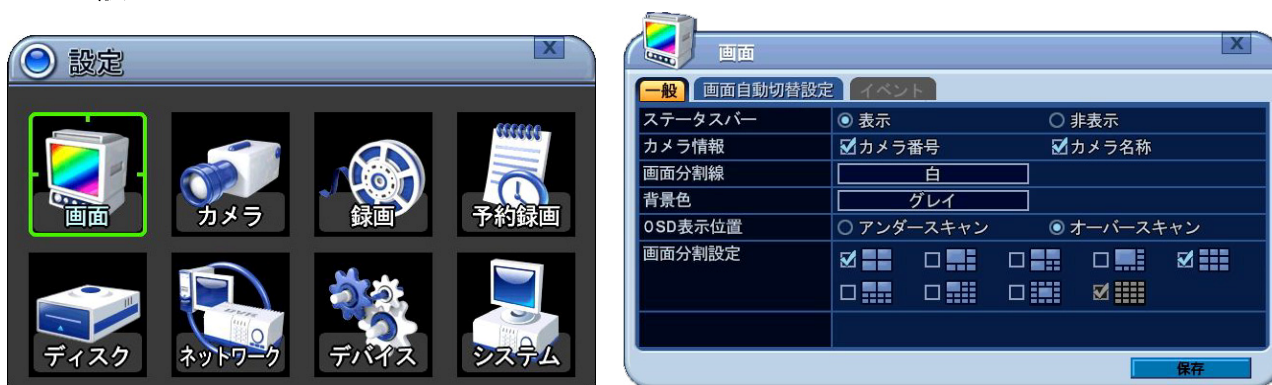 設定
X
画面
カメラ
録画
予約録画
ディスク
ネットワーク
デバイス
システム
画面
X
一般 画面自動切替設定 イベント
ステータスバー 表示 非表示
カメラ情報 カメラ番号 カメラ名称
画面分割線 白
背景色 グレイ
OSD表示位置 アンダースキャン オーバースキャン
画面分割設定
保存